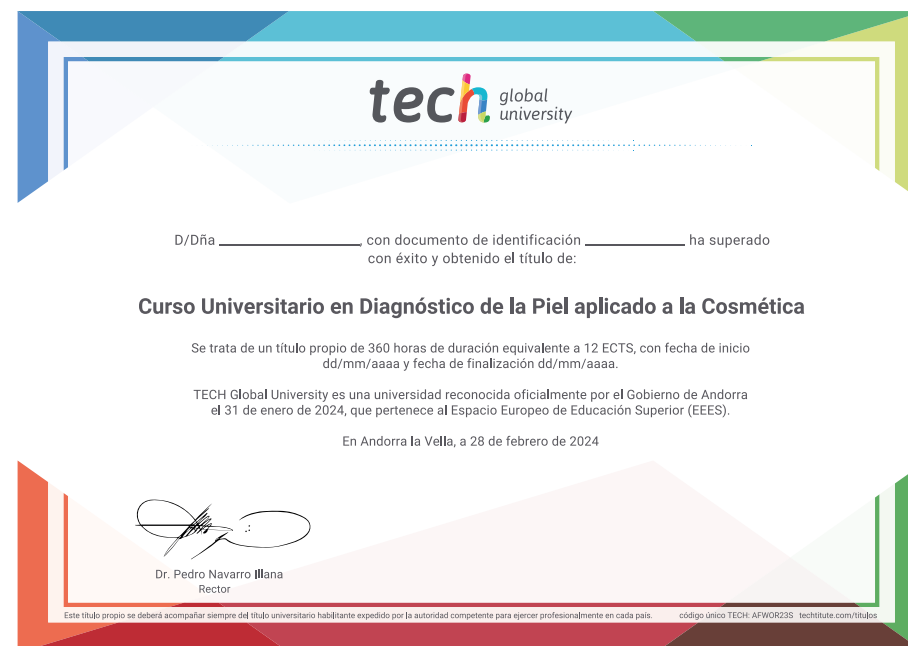 tech global university
D/Dña ______________________, con documento de identificación ______________ ha superado
con éxito y obtenido el título de:
Curso Universitario en Diagnóstico de la Piel aplicado a la Cosmética
Se trata de un título propio de 360 horas de duración equivalente a 12 ECTS, con fecha de inicio
dd/mm/aaaa y fecha de finalización dd/mm/aaaa.
TECH Global University es una universidad reconocida oficialmente por el Gobierno de Andorra
el 31 de enero de 2024, que pertenece al Espacio Europeo de Educación Superior (EEES).
En Andorra la Vella, a 28 de febrero de 2024
Dr. Pedro Navarro Illana
Rector
Este título propio se deberá acompañar siempre del título universitario habilitante expedido por la autoridad competente para ejercer profesionalmente en cada país. código único TECH: AFWOR23S techtitute.com/titulos